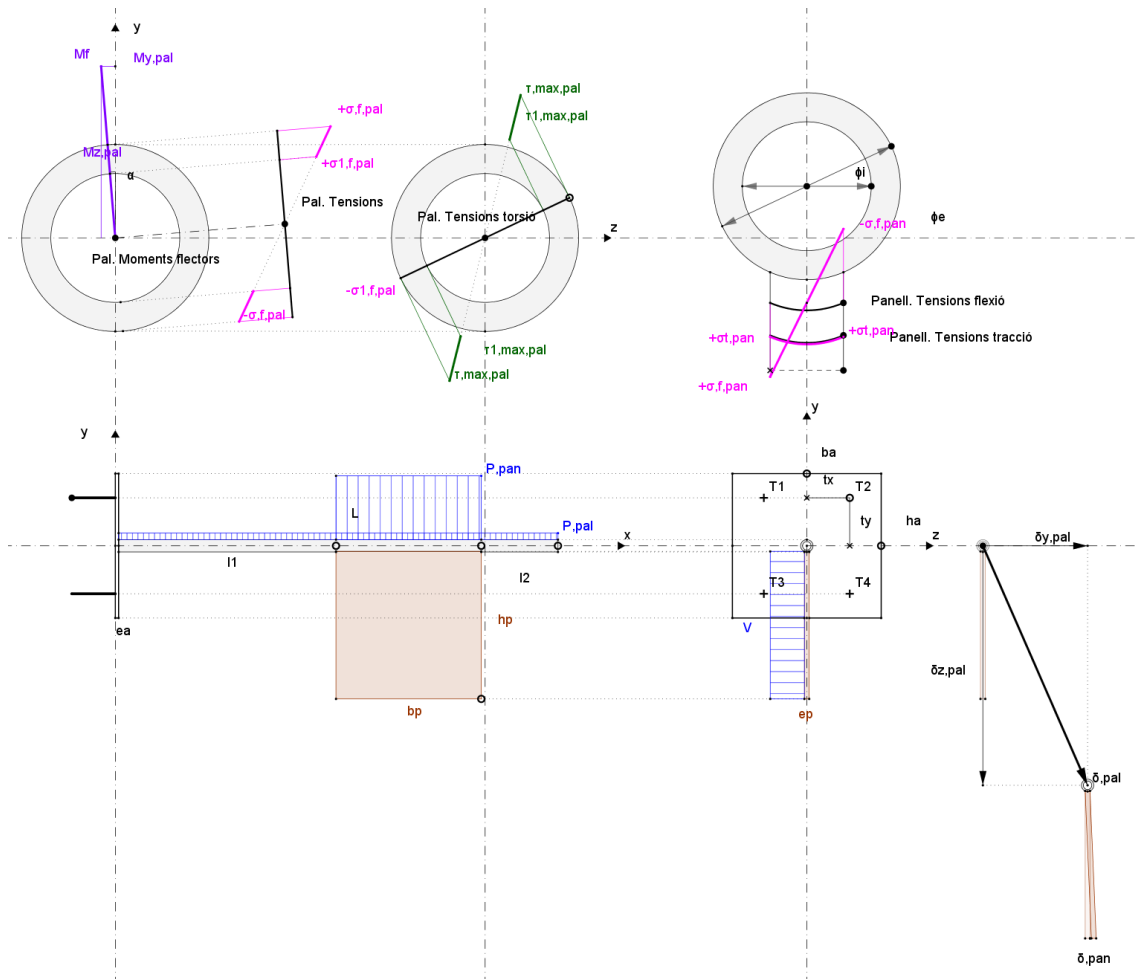 y
Mf
My,pal
+σ,f,pal
Mz,pal
α
+σ1,f,pal
Pal. Tensions
Pal. Moments flectors
-σ,f,pal
τ,max,pal
τ1,max,pal
Pal. Tensions torsió
z
-σ1,f,pal
τ1,max,pal
τ,max,pal
ϕi
ϕe
-σ,f,pan
Panell. Tensions flexió
+σt,pan
+σt,pan
Panell. Tensions tracció
+σ,f,pan
y
y
P,pan
L
P,pal
x
l1
l2
ea
hp
bp
ba
tx
T1
T2
ty
ha
z
T3
T4
V
ep
δy,pal
δz,pal
δ,pal
δ,pan